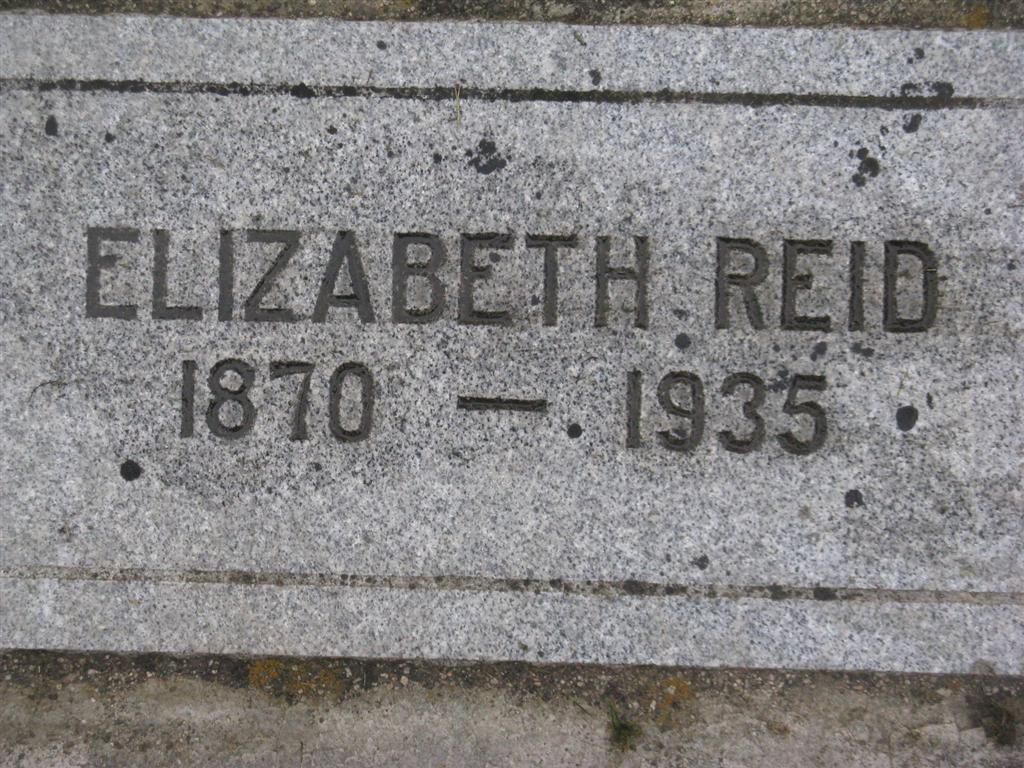 ELIZABETH REID
1870 — 1935